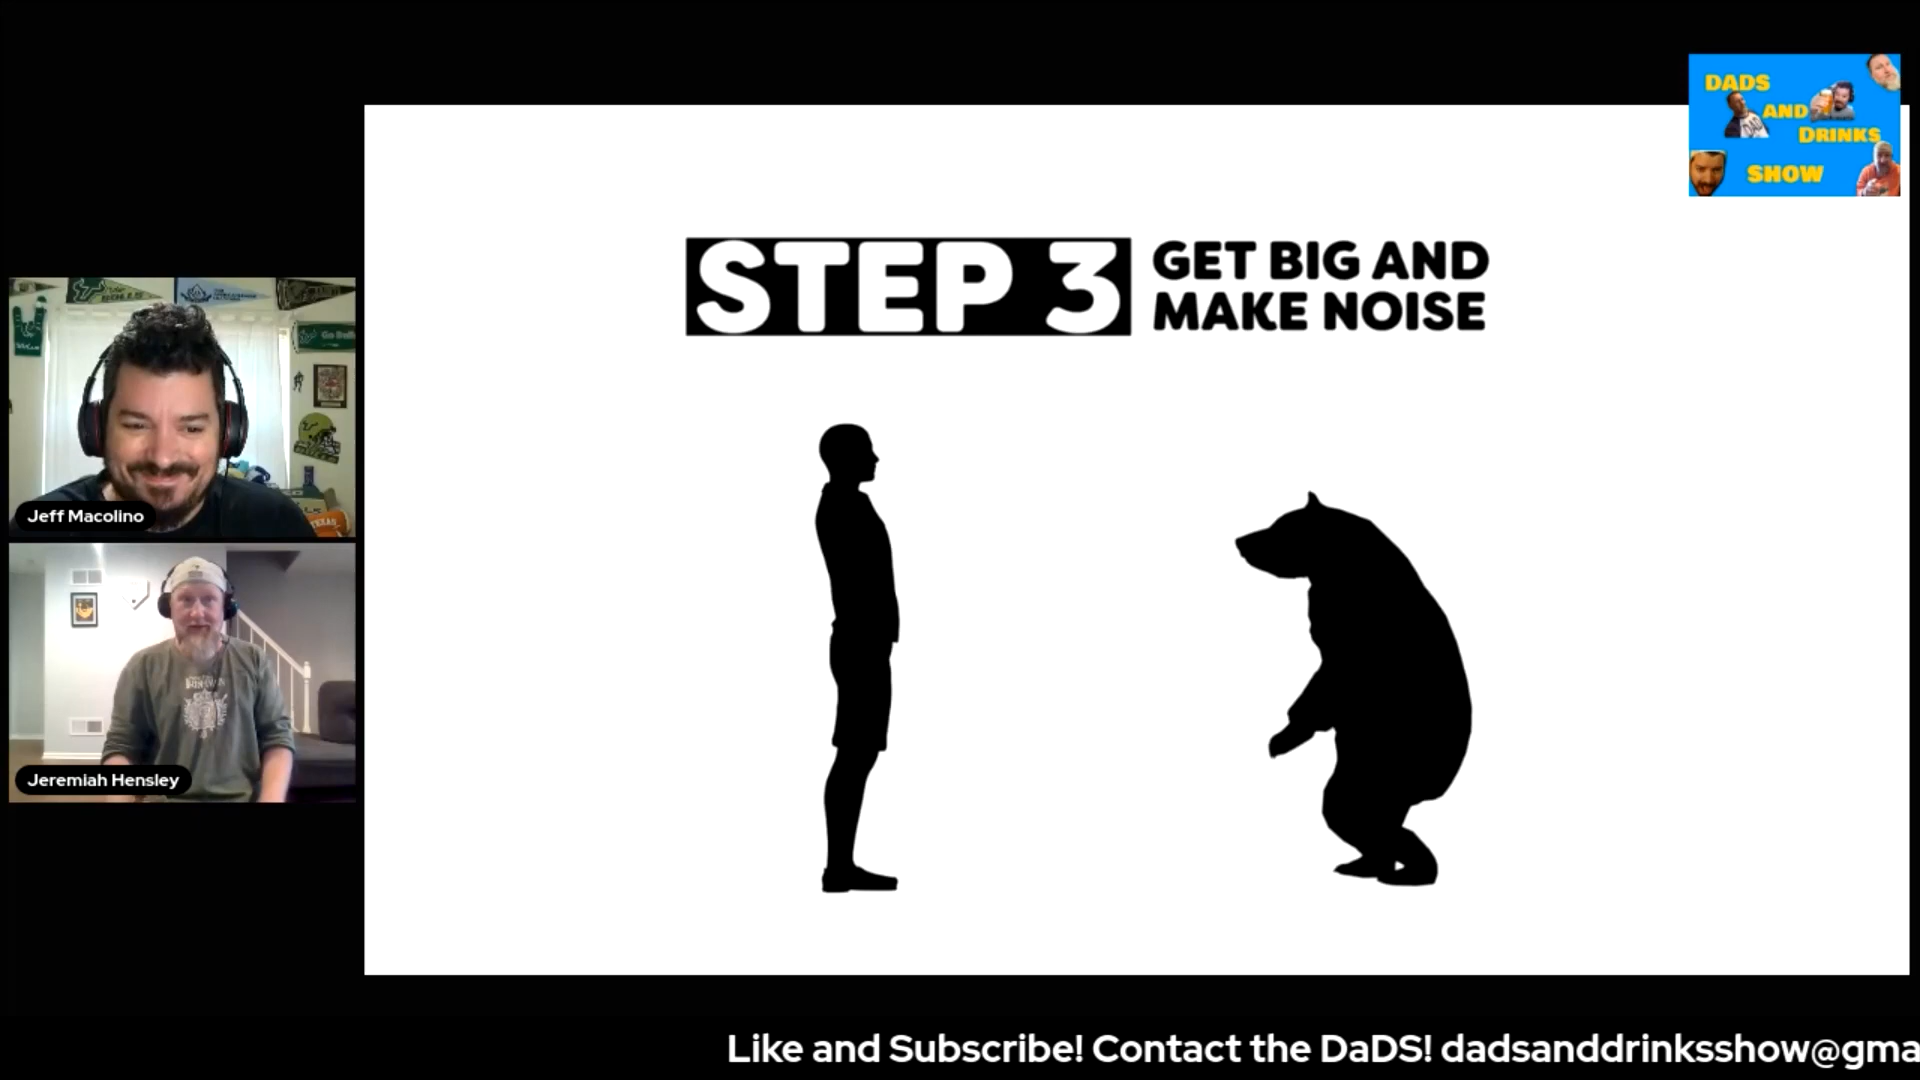 DADS
AND
DRINKS
SHOW
STEP 3
GET BIG AND
MAKE NOISE
Jeff Macolino
Jeremiah Hensley
Like and Subscribe! Contact the DaDS! dadsanddrinksshow@gma